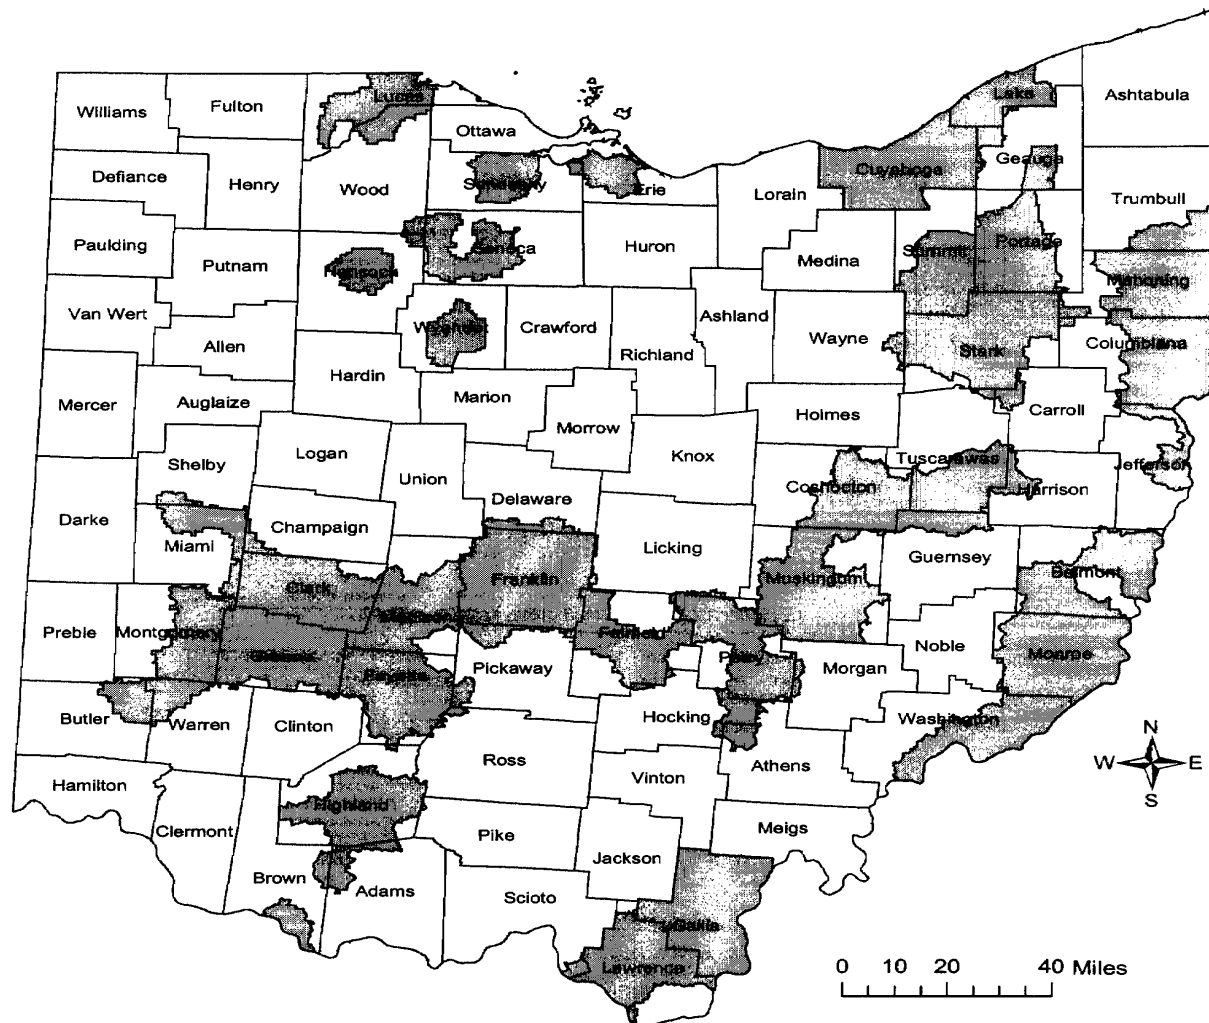 Williams
Fulton
Lucas
Ottawa
Lake
Ashtabula
Defiance
Henry
Wood
Sandusky
Erie
Lorain
Cuyahoga
Geauga
Trumbull
Paulding
Putnam
Hancock
Seneca
Huron
Medina
Summit
Portage
Mahoning
Van Wert
Allen
Wyandot
Crawford
Richland
Ashland
Wayne
Stark
Columbiana
Mercer
Auglaize
Hardin
Marion
Morrow
Holmes
Carroll
Shelby
Logan
Union
Delaware
Knox
Coshocton
Tuscarawas
Harrison
Jefferson
Darke
Miami
Champaign
Licking
Guernsey
Belmont
Clark
Madison
Franklin
Muskingum
Preble
Montgomery
Greene
Fayette
Pickaway
Fairfield
Perry
Morgan
Noble
Monroe
Butler
Warren
Clinton
Ross
Hocking
Washington
Athens
Hamilton
Clermont
Highland
Vinton
Meigs
Brown
Adams
Pike
Jackson
Scioto
Gallia
Lawrence
N
W E
S
0 10 20 40 Miles